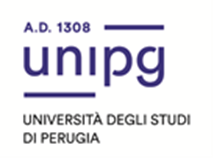 A.D. 1308
unipg
UNIVERSITÀ DEGLI STUDI
DI PERUGIA